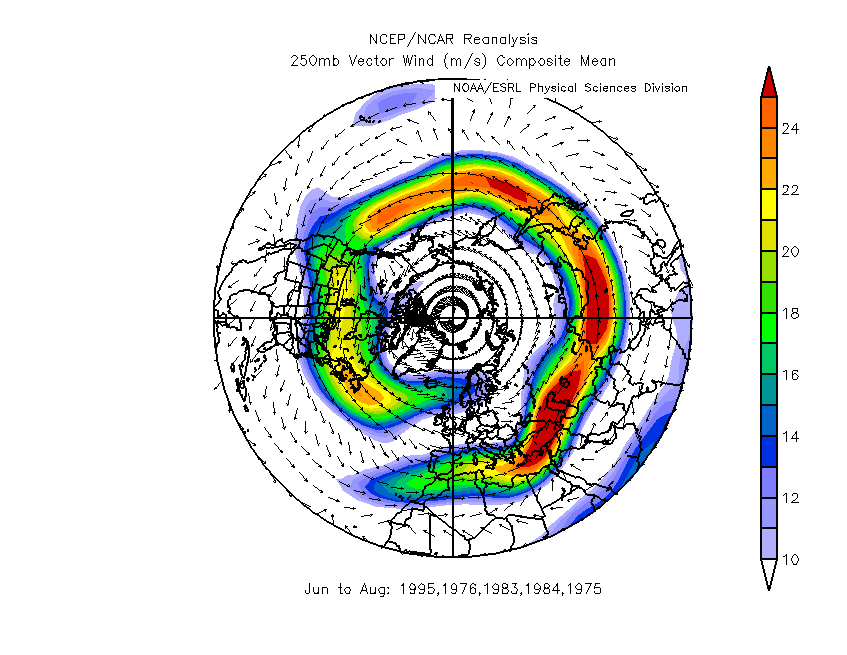 NCEP/NCAR Reanalysis
250mb Vector Wind (m/s) Composite Mean
NOAA/ESRL Physical Sciences Division
24
22
20
18
16
14
12
10
Jun to Aug: 1995,1976,1983,1984,1975